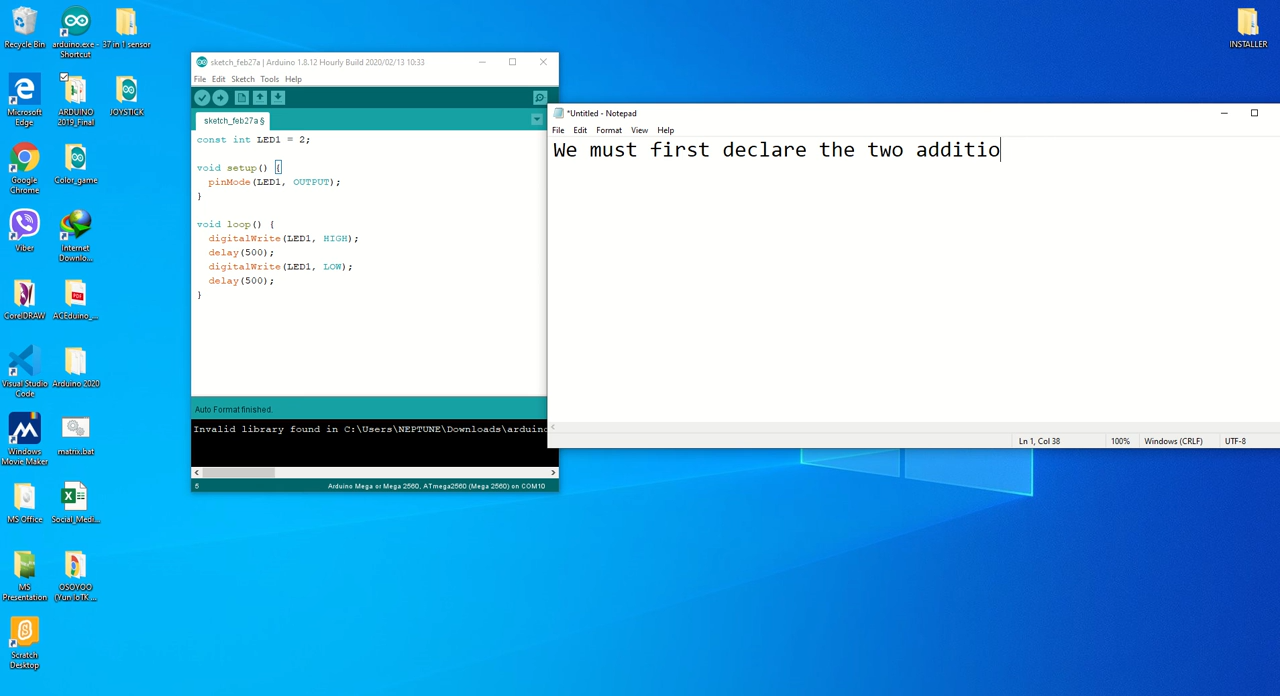 Recycle Bin
arduino.exe - Shortcut
37 in 1 sensor
INSTALLER
Microsoft Edge
ARDUINO 2019_Final
JOYSTICK
Google Chrome
Color_game
Viber
Internet Downlo...
CorelDRAW
ACEduino_...
Visual Studio Code
Arduino 2020
Windows Movie Maker
matrix.bat
MS Office
Social_Medi...
MS Presentation
OSOYOO (Yun IoTK ...
Scratch Desktop
sketch_feb27a | Arduino 1.8.12 Hourly Build 2020/02/13 10:33
File Edit Sketch Tools Help
sketch_feb27a §
const int LED1 = 2;
void setup() {
pinMode(LED1, OUTPUT);
}
void loop() {
digitalWrite(LED1, HIGH);
delay(500);
digitalWrite(LED1, LOW);
delay(500);
}
Auto Format finished.
Invalid library found in C:\Users\NEPTUNE\Downloads\arduino
5
Arduino Mega or Mega 2560, ATmega2560 (Mega 2560) on COM10
*Untitled - Notepad
File Edit Format View Help
We must first declare the two additio
Ln 1, Col 38
100%
Windows (CRLF)
UTF-8